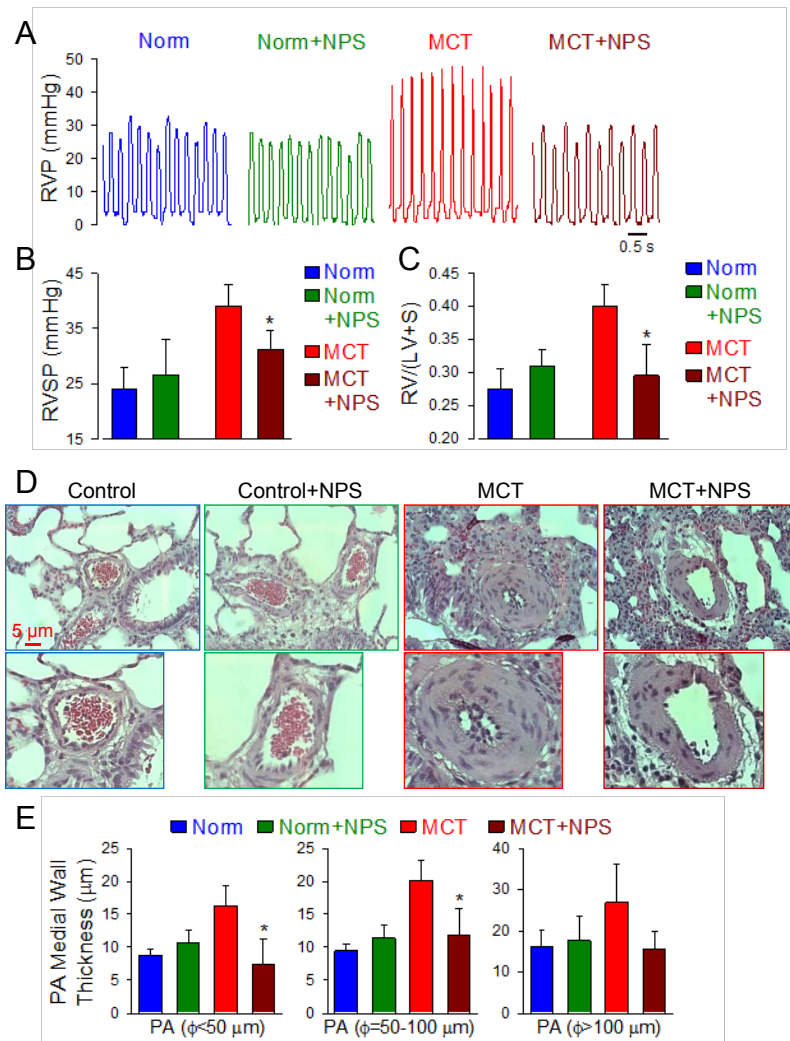 A
Norm Norm+NPS MCT MCT+NPS
RVP (mmHg)
50
40
30
20
10
0
0.5 s
B
RVSP (mmHg)
45
35
25
15
*
Norm
Norm
+NPS
MCT
MCT
+NPS
C
RV/(LV+S)
0.45
0.40
0.35
0.30
0.25
0.20
*
Norm
Norm
+NPS
MCT
MCT
+NPS
D
Control Control+NPS MCT MCT+NPS
5 µm
E
Norm Norm+NPS MCT MCT+NPS
PA Medial Wall
Thickness (µm)
25
20
15
10
5
0
*
PA (ϕ<50 µm)
25
20
15
10
5
0
*
PA (ϕ=50-100 µm)
40
30
20
10
0
PA (ϕ>100 µm)